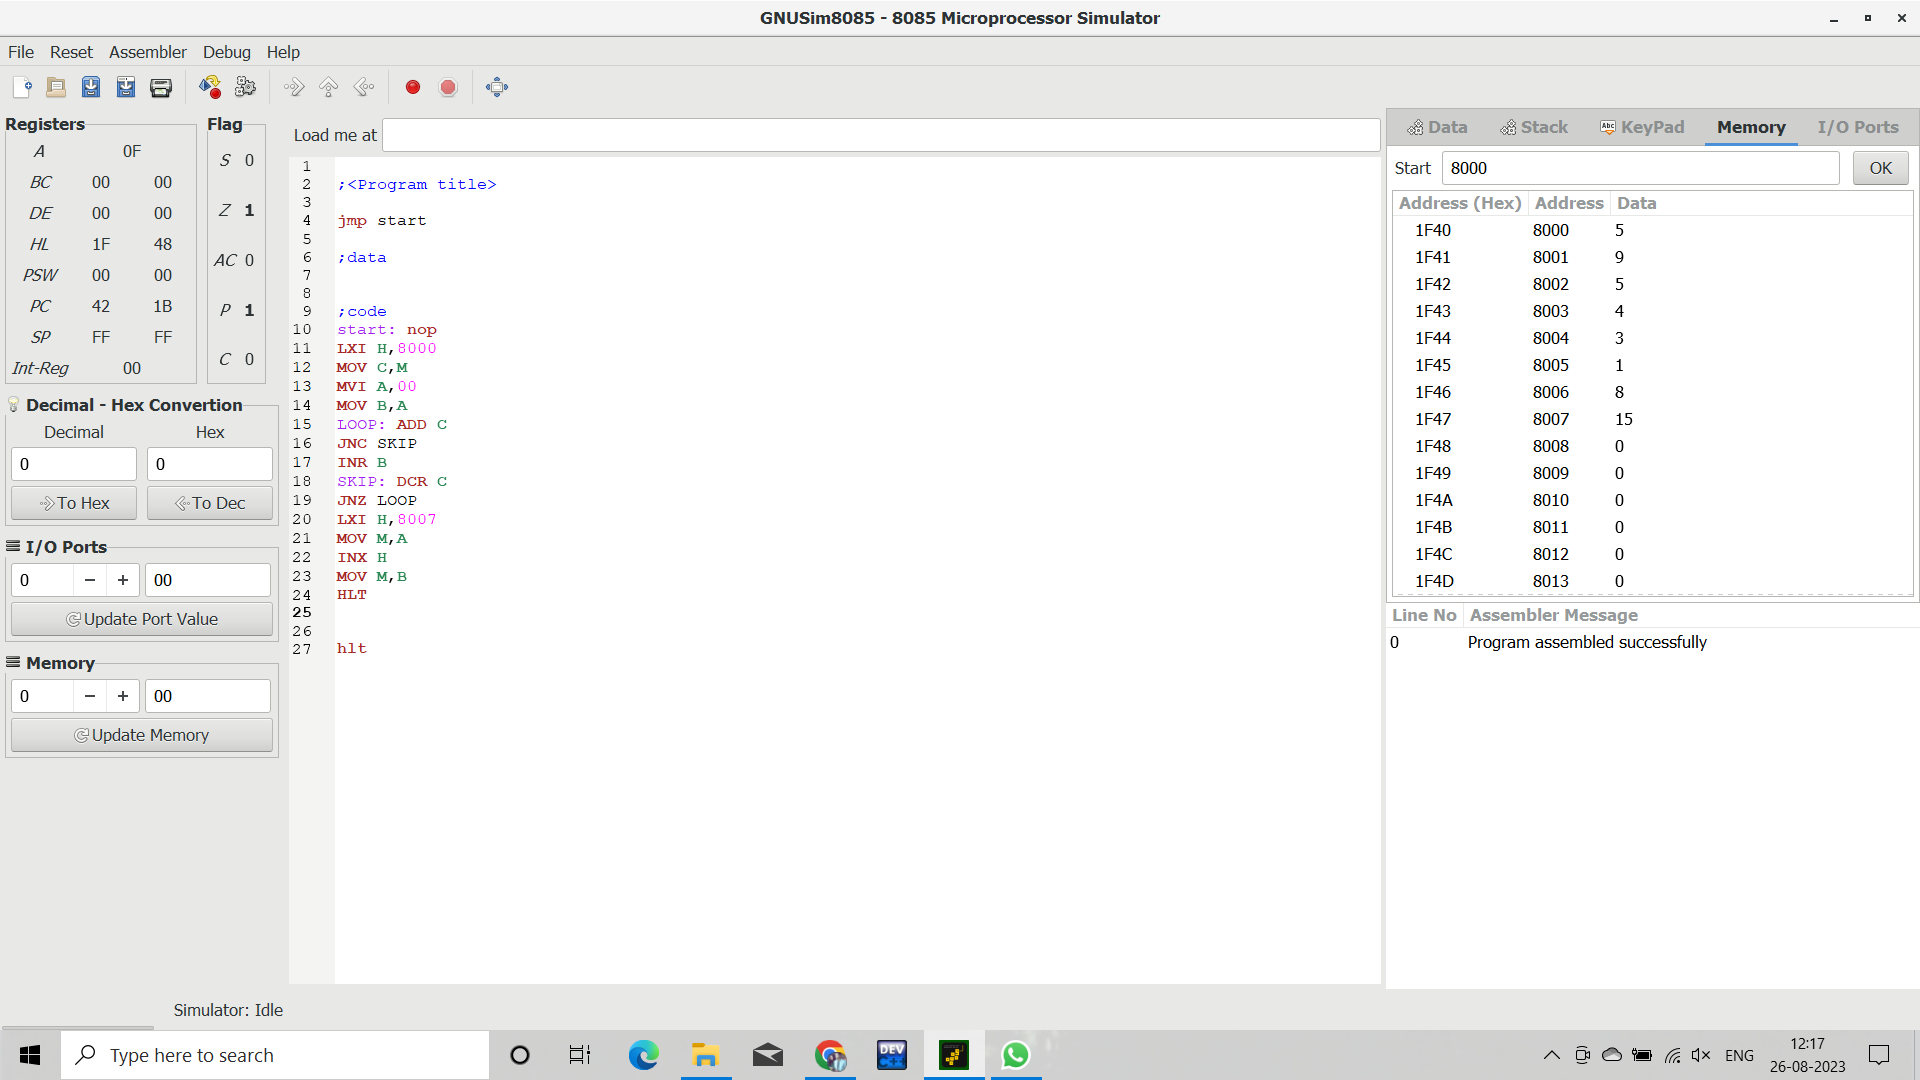 GNUSim8085 - 8085 Microprocessor Simulator
File Reset Assembler Debug Help
Registers
A 0F
BC 00 00
DE 00 00
HL 1F 48
PSW 00 00
PC 42 1B
SP FF FF
Int-Reg 00
Flag
S 0
Z 1
AC 0
P 1
C 0
Decimal - Hex Convertion
Decimal Hex
0 0
To Hex To Dec
I/O Ports
0 − + 00
Update Port Value
Memory
0 − + 00
Update Memory
Load me at
1
2 ;<Program title>
3
4 jmp start
5
6 ;data
7
8
9 ;code
10 start: nop
11 LXI H,8000
12 MOV C,M
13 MVI A,00
14 MOV B,A
15 LOOP: ADD C
16 JNC SKIP
17 INR B
18 SKIP: DCR C
19 JNZ LOOP
20 LXI H,8007
21 MOV M,A
22 INX H
23 MOV M,B
24 HLT
25
26
27 hlt
Data Stack Abc KeyPad Memory I/O Ports
Start 8000 OK
Address (Hex) Address Data
1F40 8000 5
1F41 8001 9
1F42 8002 5
1F43 8003 4
1F44 8004 3
1F45 8005 1
1F46 8006 8
1F47 8007 15
1F48 8008 0
1F49 8009 0
1F4A 8010 0
1F4B 8011 0
1F4C 8012 0
1F4D 8013 0
Line No Assembler Message
0 Program assembled successfully
Simulator: Idle
Type here to search
DEV
C++
ENG
12:17
26-08-2023